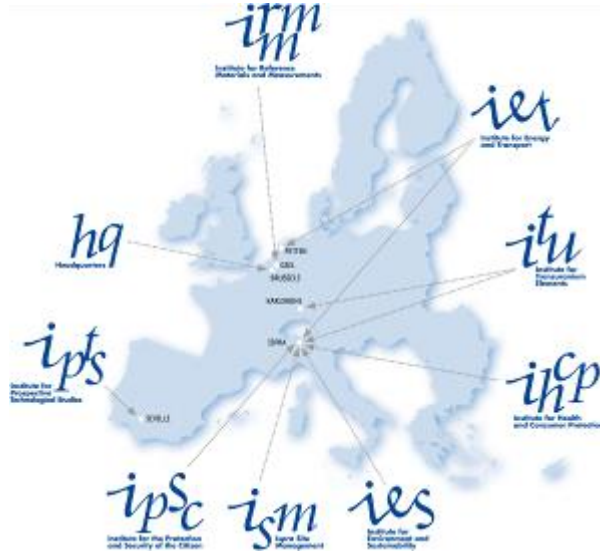 irmm
Institute for Reference
Materials and Measurements
iet
Institute for Energy
and Transport
hq
Headquarters
PETTEN
GEEL
BRUSSELS
itu
Institute for
Transuranium
Elements
KARLSRUHE
ISPRA
ipts
Institute for
Prospective
Technological Studies
SEVILLE
ihcp
Institute for Health
and Consumer Protection
ipsc
Institute for the Protection
and Security of the Citizen
ism
Ispra Site
Management
ies
Institute for
Environment and
Sustainability